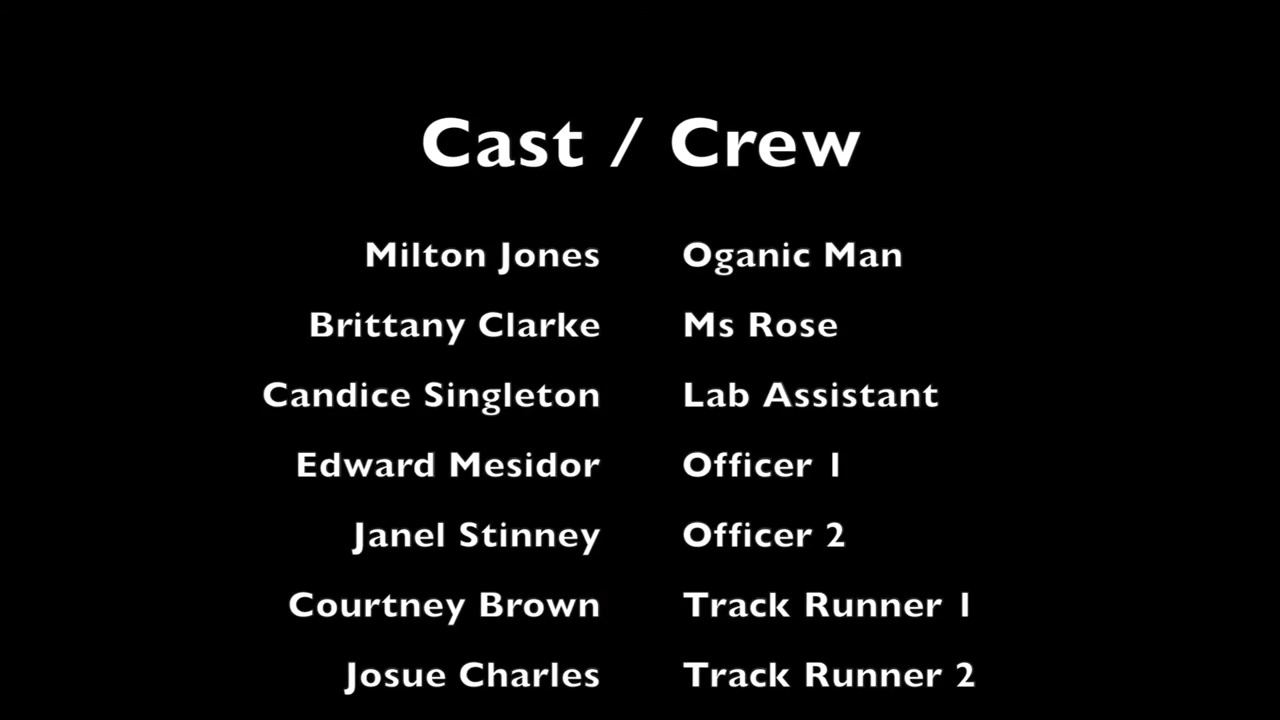 Cast / Crew
Milton Jones Oganic Man
Brittany Clarke Ms Rose
Candice Singleton Lab Assistant
Edward Mesidor Officer 1
Janel Stinney Officer 2
Courtney Brown Track Runner 1
Josue Charles Track Runner 2